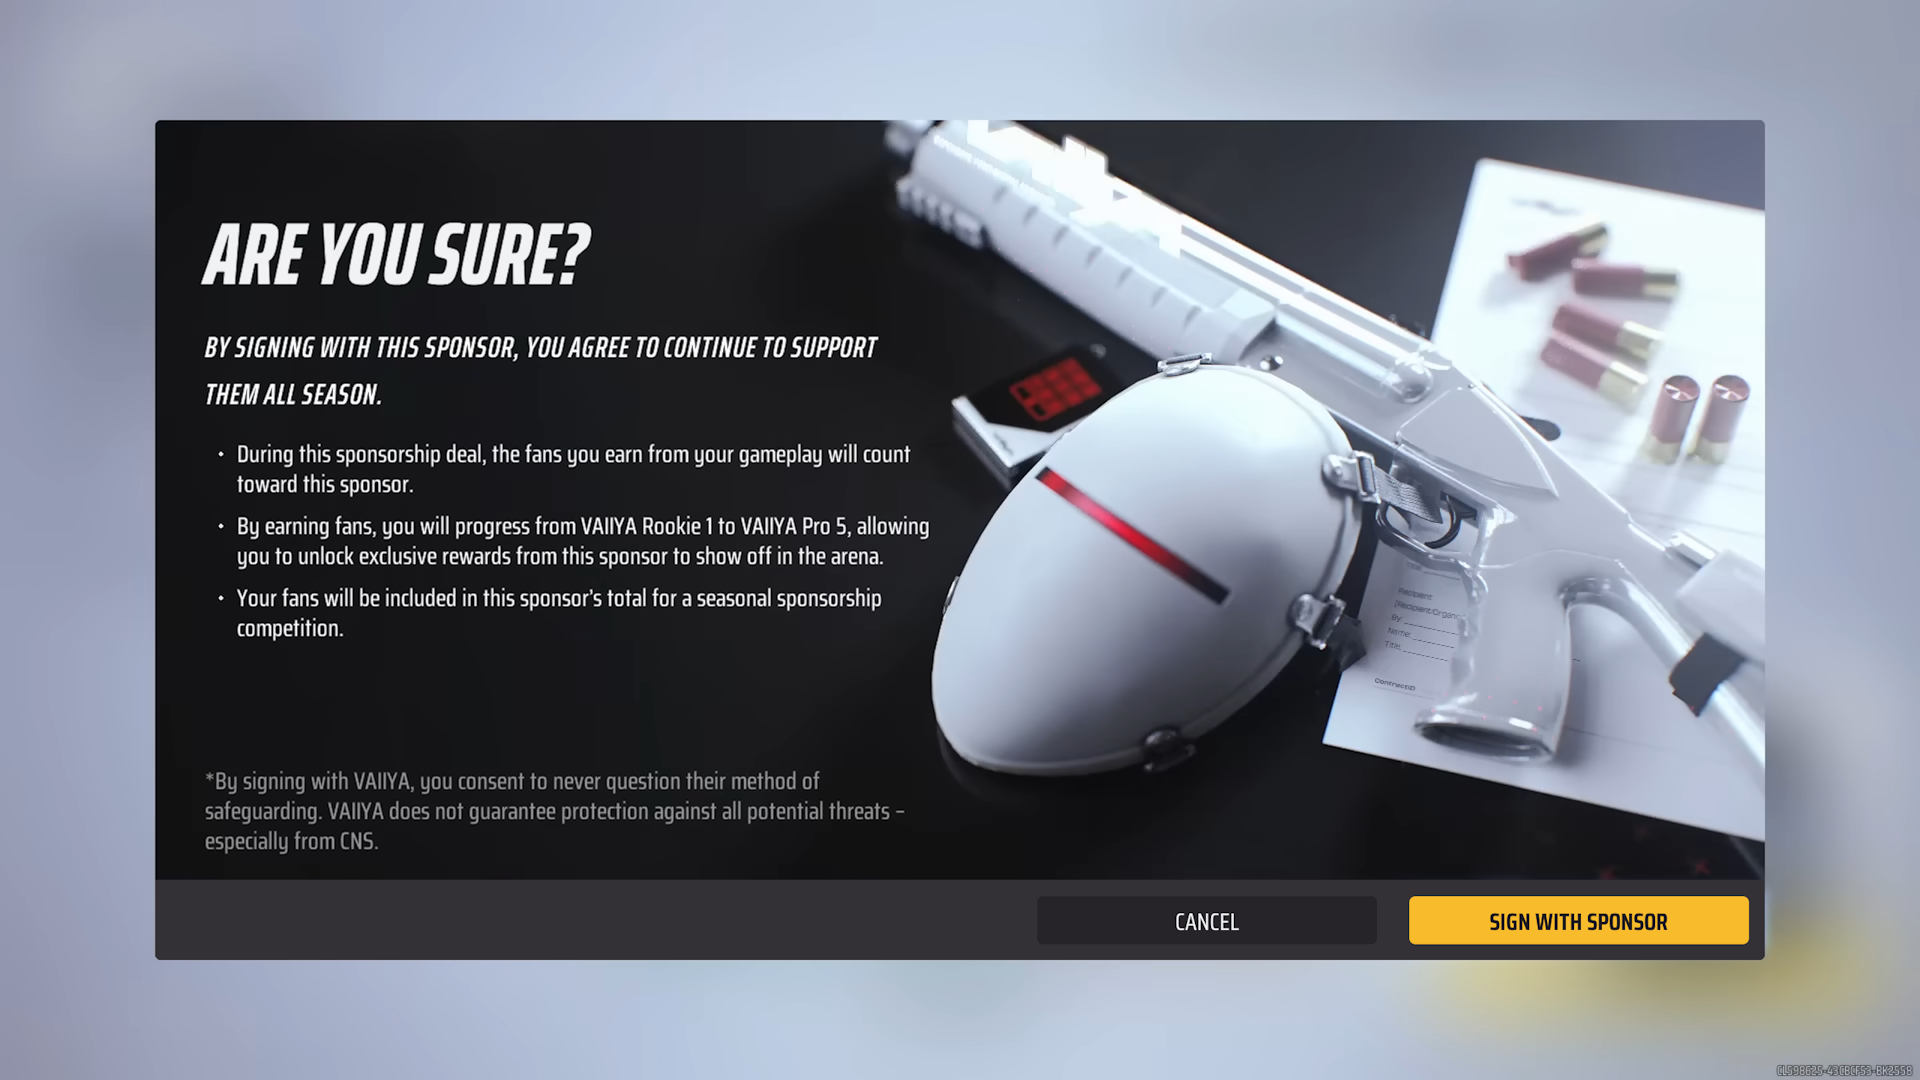 ARE YOU SURE?
BY SIGNING WITH THIS SPONSOR, YOU AGREE TO CONTINUE TO SUPPORT
THEM ALL SEASON.
• During this sponsorship deal, the fans you earn from your gameplay will count
toward this sponsor.
• By earning fans, you will progress from VAIIYA Rookie 1 to VAIIYA Pro 5, allowing
you to unlock exclusive rewards from this sponsor to show off in the arena.
• Your fans will be included in this sponsor's total for a seasonal sponsorship
competition.
Recipient:
By:
Name:
Title:
ContractID
*By signing with VAIIYA, you consent to never question their method of
safeguarding. VAIIYA does not guarantee protection against all potential threats –
especially from CNS.
CANCEL
SIGN WITH SPONSOR